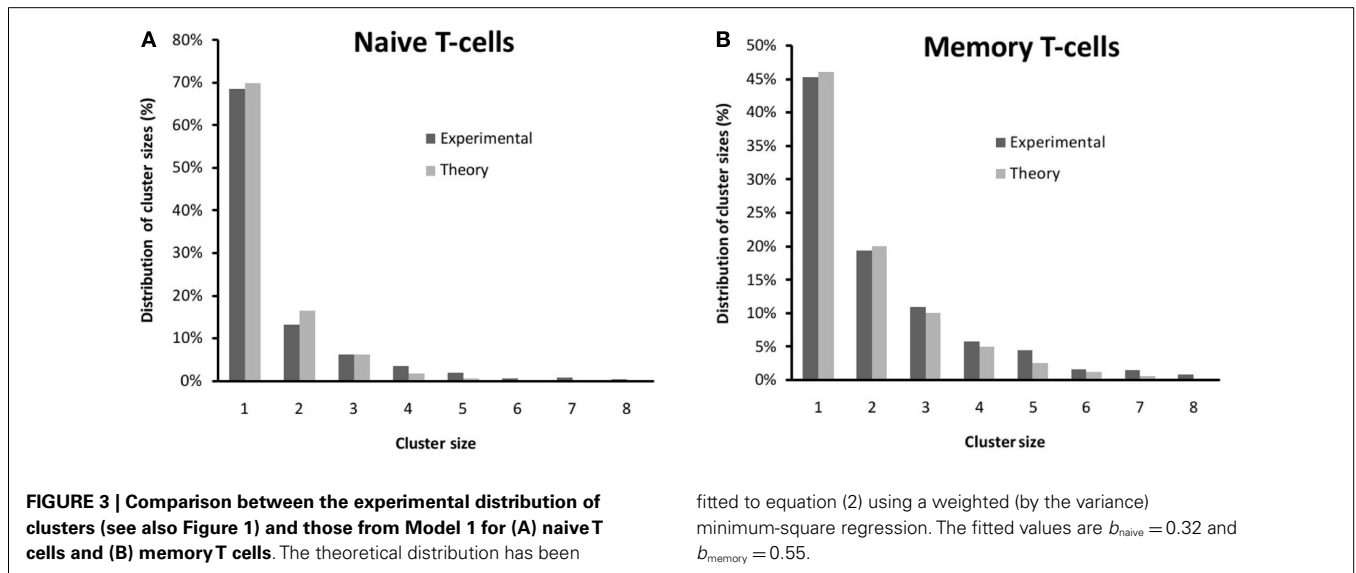 A
Naive T-cells
80%
70%
60%
50%
40%
30%
20%
10%
0%
Distribution of cluster sizes (%)
Experimental
Theory
1 2 3 4 5 6 7 8
Cluster size
B
Memory T-cells
50%
45%
40%
35%
30%
25%
20%
15%
10%
5%
0%
Distribution of cluster sizes (%)
Experimental
Theory
1 2 3 4 5 6 7 8
Cluster size
FIGURE 3 | Comparison between the experimental distribution of
clusters (see also Figure 1) and those from Model 1 for (A) naive T
cells and (B) memory T cells. The theoretical distribution has been
fitted to equation (2) using a weighted (by the variance)
minimum-square regression. The fitted values are b_naive = 0.32 and
b_memory = 0.55.